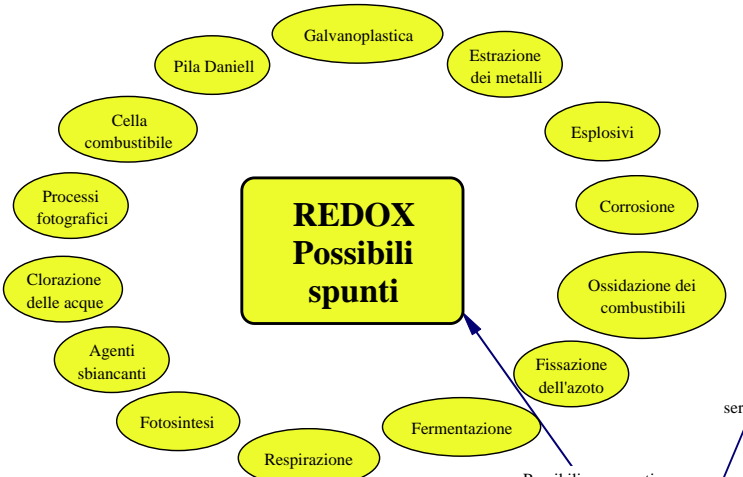 Galvanoplastica
Estrazione
dei metalli
Pila Daniell
Esplosivi
Cella
combustibile
Processi
fotografici
REDOX
Possibili
spunti
Corrosione
Clorazione
delle acque
Ossidazione dei
combustibili
Agenti
sbiancanti
Fissazione
dell'azoto
ser
Fotosintesi
Fermentazione
Respirazione